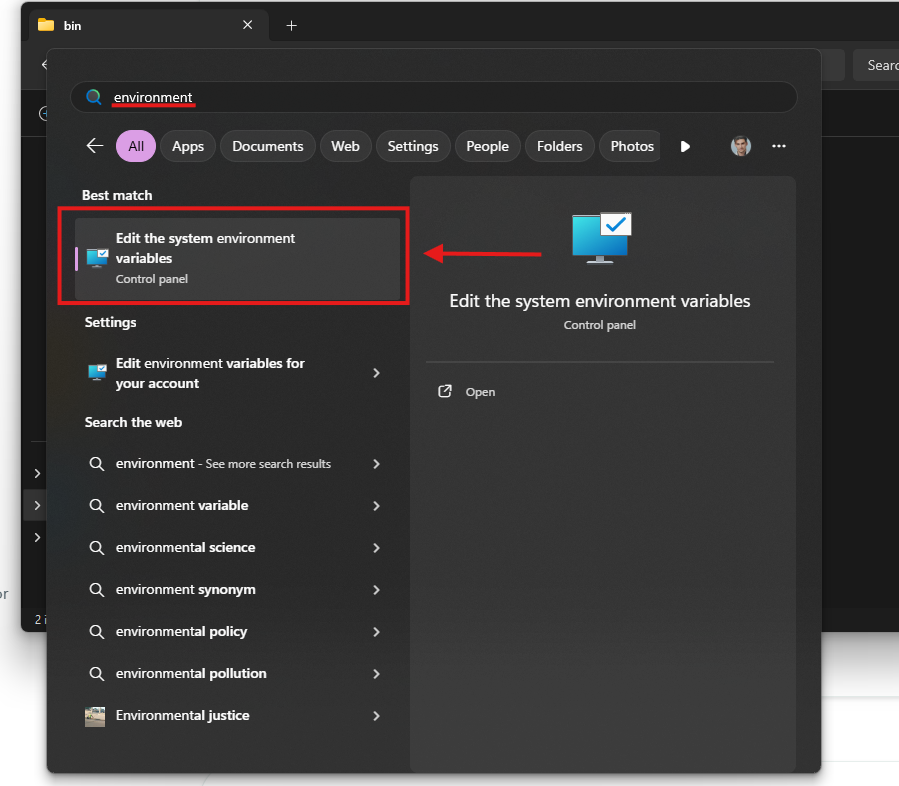 bin
Searc
environment
All
Apps
Documents
Web
Settings
People
Folders
Photos
Best match
Edit the system environment
variables
Control panel
Settings
Edit environment variables for
your account
Search the web
environment - See more search results
environment variable
environmental science
environment synonym
environmental policy
environmental pollution
Environmental justice
Edit the system environment variables
Control panel
Open
or
2 i